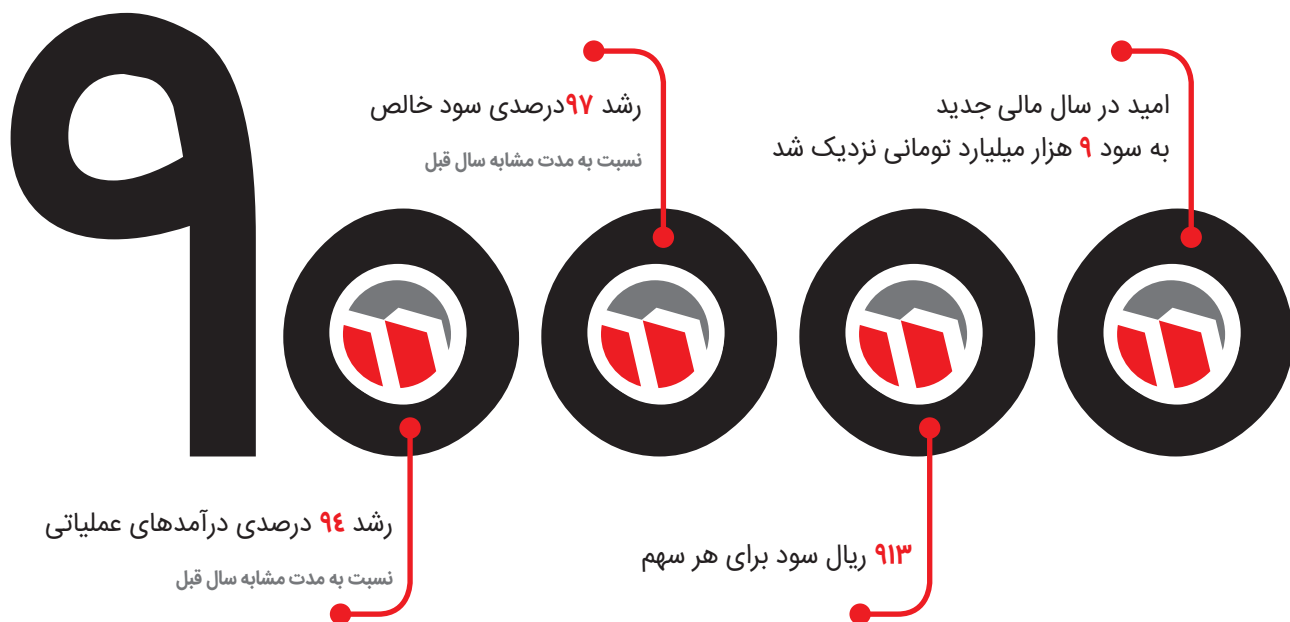 ۹۰۰۰۰
امید در سال مالی جدید
به سود ۹ هزار میلیارد تومانی نزدیک شد
رشد ۹۷درصدی سود خالص
نسبت به مدت مشابه سال قبل
۹۱۳ ریال سود برای هر سهم
رشد ۹٤ درصدی درآمدهای عملیاتی
نسبت به مدت مشابه سال قبل